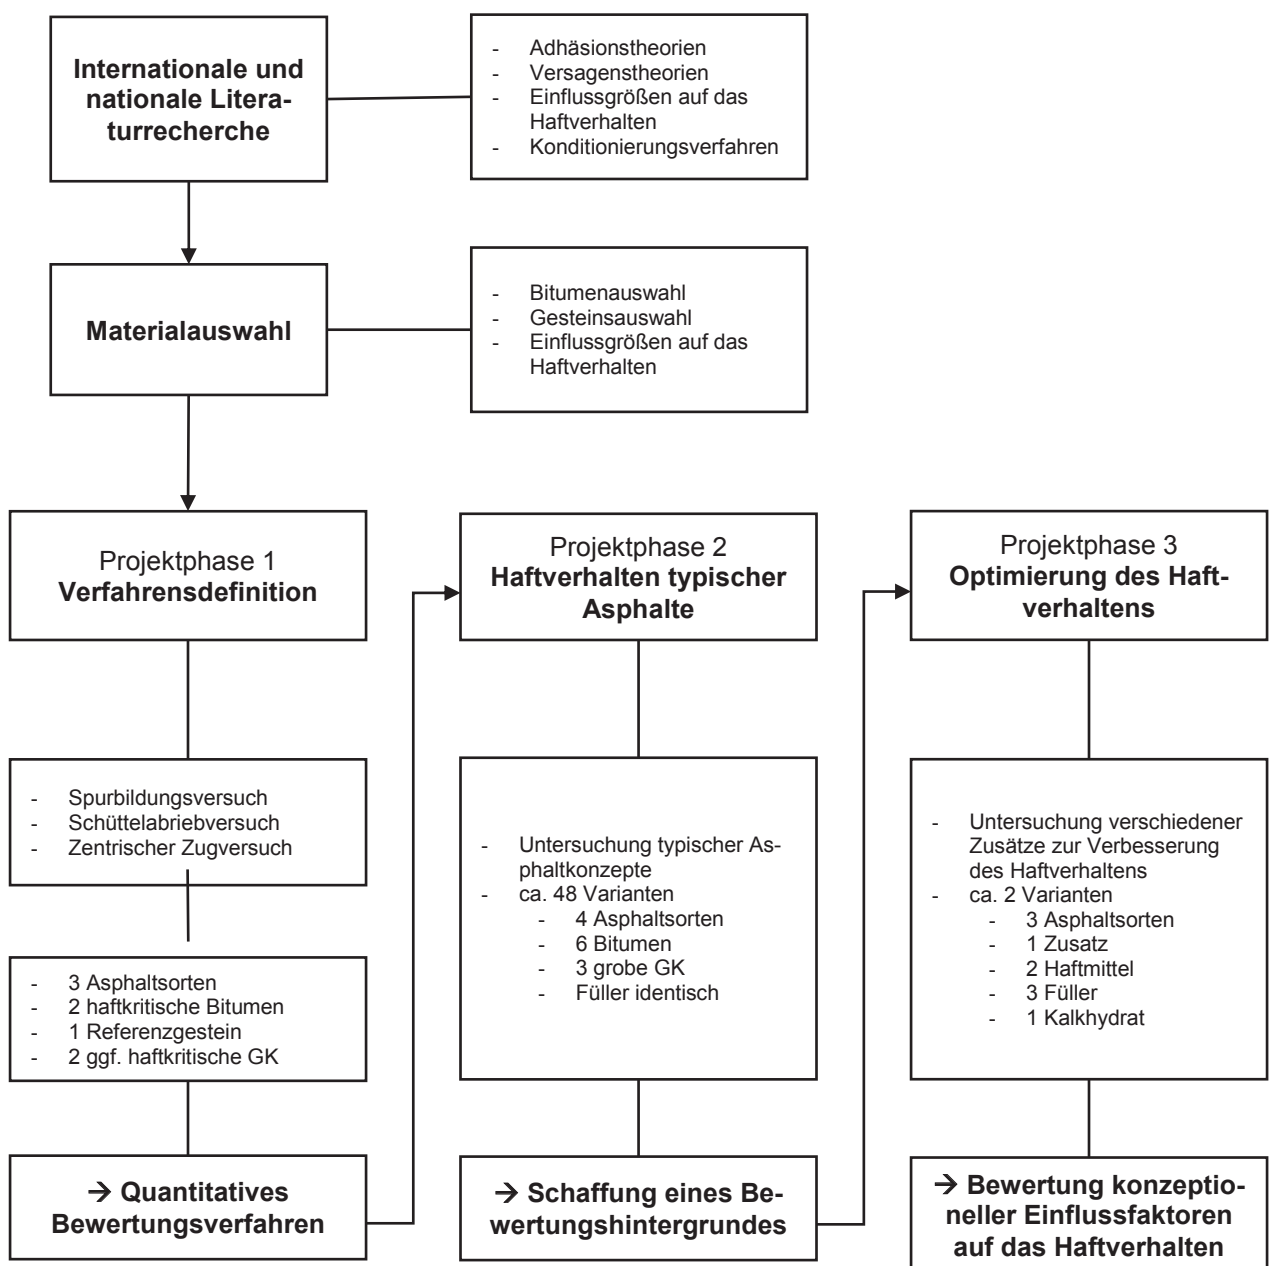 Internationale und
nationale Litera-
turrecherche
- Adhäsionstheorien
- Versagenstheorien
- Einflussgrößen auf das
Haftverhalten
- Konditionierungsverfahren
Materialauswahl
- Bitumenauswahl
- Gesteinsauswahl
- Einflussgrößen auf das
Haftverhalten
Projektphase 1
Verfahrensdefinition
- Spurbildungsversuch
- Schüttelabriebversuch
- Zentrischer Zugversuch
- 3 Asphaltsorten
- 2 haftkritische Bitumen
- 1 Referenzgestein
- 2 ggf. haftkritische GK
→ Quantitatives
Bewertungsverfahren
Projektphase 2
Haftverhalten typischer
Asphalte
- Untersuchung typischer As-
phaltkonzepte
- ca. 48 Varianten
- 4 Asphaltsorten
- 6 Bitumen
- 3 grobe GK
- Füller identisch
→ Schaffung eines Be-
wertungshintergrundes
Projektphase 3
Optimierung des Haft-
verhaltens
- Untersuchung verschiedener
Zusätze zur Verbesserung
des Haftverhaltens
- ca. 2 Varianten
- 3 Asphaltsorten
- 1 Zusatz
- 2 Haftmittel
- 3 Füller
- 1 Kalkhydrat
→ Bewertung konzeptio-
neller Einflussfaktoren
auf das Haftverhalten